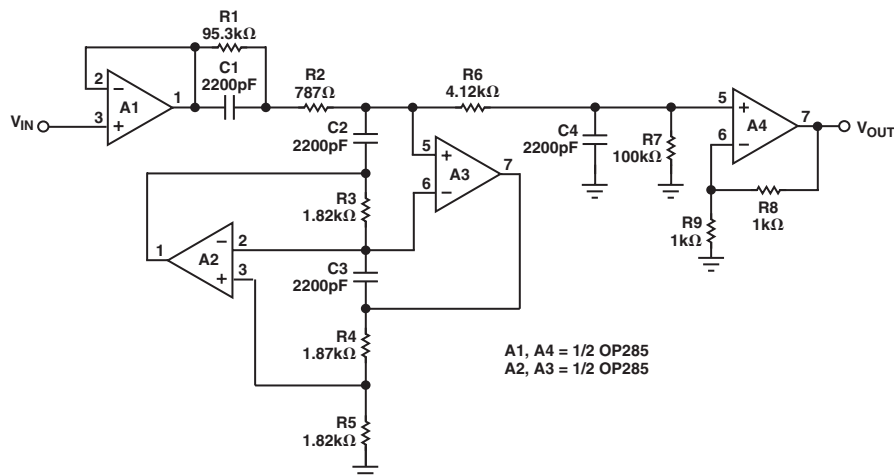 R1
95.3kΩ
C1
2200pF
R2
787Ω
R6
4.12kΩ
2
−
A1
1
3
+
VIN
C2
2200pF
5
+
A3
7
6
−
C4
2200pF
R7
100kΩ
5
+
A4
7
6
−
VOUT
R8
1kΩ
R9
1kΩ
R3
1.82kΩ
1
A2
−
2
+
3
C3
2200pF
R4
1.87kΩ
R5
1.82kΩ
A1, A4 = 1/2 OP285
A2, A3 = 1/2 OP285